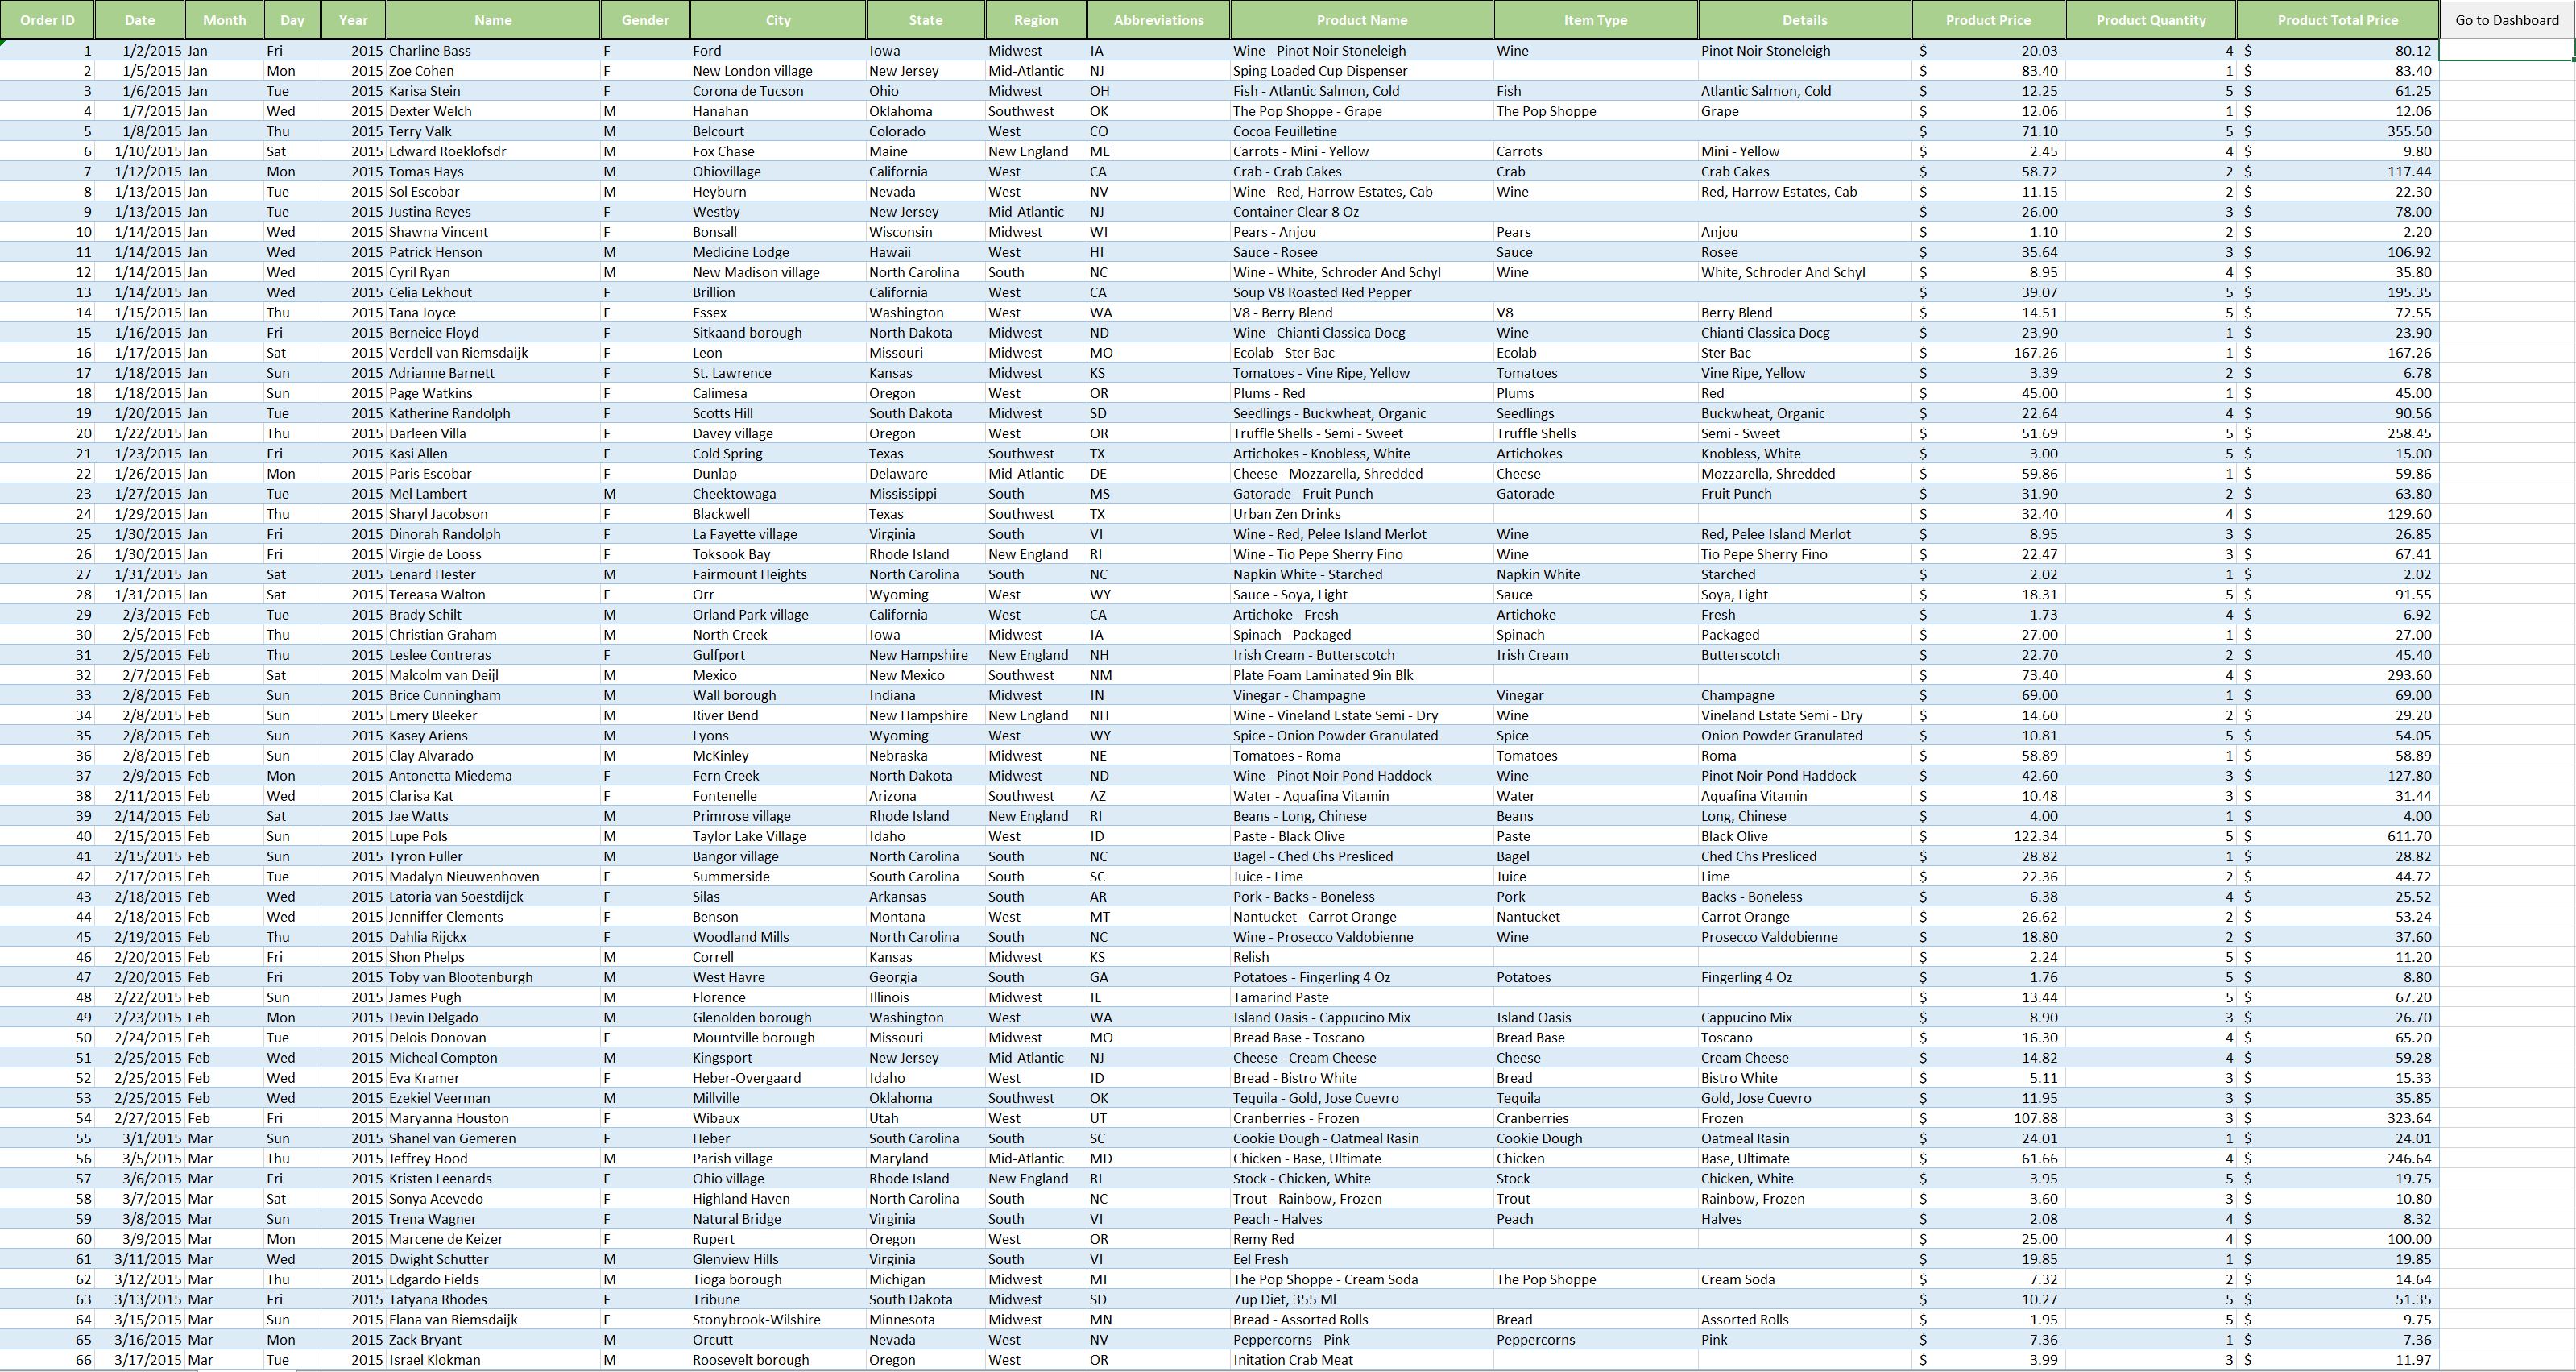 Order ID Date Month Day Year Name Gender City State Region Abbreviations Product Name Item Type Details Product Price Product Quantity Product Total Price Go to Dashboard
1 1/2/2015 Jan Fri 2015 Charline Bass F Ford Iowa Midwest IA Wine - Pinot Noir Stoneleigh Wine Pinot Noir Stoneleigh $ 20.03 4 $ 80.12
2 1/5/2015 Jan Mon 2015 Zoe Cohen F New London village New Jersey Mid-Atlantic NJ Sping Loaded Cup Dispenser $ 83.40 1 $ 83.40
3 1/6/2015 Jan Tue 2015 Karisa Stein F Corona de Tucson Ohio Midwest OH Fish - Atlantic Salmon, Cold Fish Atlantic Salmon, Cold $ 12.25 5 $ 61.25
4 1/7/2015 Jan Wed 2015 Dexter Welch M Hanahan Oklahoma Southwest OK The Pop Shoppe - Grape The Pop Shoppe Grape $ 12.06 1 $ 12.06
5 1/8/2015 Jan Thu 2015 Terry Valk M Belcourt Colorado West CO Cocoa Feuilletine $ 71.10 5 $ 355.50
6 1/10/2015 Jan Sat 2015 Edward Roeklofsdr M Fox Chase Maine New England ME Carrots - Mini - Yellow Carrots Mini - Yellow $ 2.45 4 $ 9.80
7 1/12/2015 Jan Mon 2015 Tomas Hays M Ohiovillage California West CA Crab - Crab Cakes Crab Crab Cakes $ 58.72 2 $ 117.44
8 1/13/2015 Jan Tue 2015 Sol Escobar M Heyburn Nevada West NV Wine - Red, Harrow Estates, Cab Wine Red, Harrow Estates, Cab $ 11.15 2 $ 22.30
9 1/13/2015 Jan Tue 2015 Justina Reyes F Westby New Jersey Mid-Atlantic NJ Container Clear 8 Oz $ 26.00 3 $ 78.00
10 1/14/2015 Jan Wed 2015 Shawna Vincent F Bonsall Wisconsin Midwest WI Pears - Anjou Pears Anjou $ 1.10 2 $ 2.20
11 1/14/2015 Jan Wed 2015 Patrick Henson M Medicine Lodge Hawaii West HI Sauce - Rosee Sauce Rosee $ 35.64 3 $ 106.92
12 1/14/2015 Jan Wed 2015 Cyril Ryan M New Madison village North Carolina South NC Wine - White, Schroder And Schyl Wine White, Schroder And Schyl $ 8.95 4 $ 35.80
13 1/14/2015 Jan Wed 2015 Celia Eekhout F Brillion California West CA Soup V8 Roasted Red Pepper $ 39.07 5 $ 195.35
14 1/15/2015 Jan Thu 2015 Tana Joyce F Essex Washington West WA V8 - Berry Blend V8 Berry Blend $ 14.51 5 $ 72.55
15 1/16/2015 Jan Fri 2015 Berneice Floyd F Sitkaand borough North Dakota Midwest ND Wine - Chianti Classica Docg Wine Chianti Classica Docg $ 23.90 1 $ 23.90
16 1/17/2015 Jan Sat 2015 Verdell van Riemsdaijk F Leon Missouri Midwest MO Ecolab - Ster Bac Ecolab Ster Bac $ 167.26 1 $ 167.26
17 1/18/2015 Jan Sun 2015 Adrianne Barnett F St. Lawrence Kansas Midwest KS Tomatoes - Vine Ripe, Yellow Tomatoes Vine Ripe, Yellow $ 3.39 2 $ 6.78
18 1/18/2015 Jan Sun 2015 Page Watkins F Calimesa Oregon West OR Plums - Red Plums Red $ 45.00 1 $ 45.00
19 1/20/2015 Jan Tue 2015 Katherine Randolph F Scotts Hill South Dakota Midwest SD Seedlings - Buckwheat, Organic Seedlings Buckwheat, Organic $ 22.64 4 $ 90.56
20 1/22/2015 Jan Thu 2015 Darleen Villa F Davey village Oregon West OR Truffle Shells - Semi - Sweet Truffle Shells Semi - Sweet $ 51.69 5 $ 258.45
21 1/23/2015 Jan Fri 2015 Kasi Allen F Cold Spring Texas Southwest TX Artichokes - Knobless, White Artichokes Knobless, White $ 3.00 5 $ 15.00
22 1/26/2015 Jan Mon 2015 Paris Escobar F Dunlap Delaware Mid-Atlantic DE Cheese - Mozzarella, Shredded Cheese Mozzarella, Shredded $ 59.86 1 $ 59.86
23 1/27/2015 Jan Tue 2015 Mel Lambert M Cheektowaga Mississippi South MS Gatorade - Fruit Punch Gatorade Fruit Punch $ 31.90 2 $ 63.80
24 1/29/2015 Jan Thu 2015 Sharyl Jacobson F Blackwell Texas Southwest TX Urban Zen Drinks $ 32.40 4 $ 129.60
25 1/30/2015 Jan Fri 2015 Dinorah Randolph F La Fayette village Virginia South VI Wine - Red, Pelee Island Merlot Wine Red, Pelee Island Merlot $ 8.95 3 $ 26.85
26 1/30/2015 Jan Fri 2015 Virgie de Looss F Toksook Bay Rhode Island New England RI Wine - Tio Pepe Sherry Fino Wine Tio Pepe Sherry Fino $ 22.47 3 $ 67.41
27 1/31/2015 Jan Sat 2015 Lenard Hester M Fairmount Heights North Carolina South NC Napkin White - Starched Napkin White Starched $ 2.02 1 $ 2.02
28 1/31/2015 Jan Sat 2015 Tereasa Walton F Orr Wyoming West WY Sauce - Soya, Light Sauce Soya, Light $ 18.31 5 $ 91.55
29 2/3/2015 Feb Tue 2015 Brady Schilt M Orland Park village California West CA Artichoke - Fresh Artichoke Fresh $ 1.73 4 $ 6.92
30 2/5/2015 Feb Thu 2015 Christian Graham M North Creek Iowa Midwest IA Spinach - Packaged Spinach Packaged $ 27.00 1 $ 27.00
31 2/5/2015 Feb Thu 2015 Leslee Contreras F Gulfport New Hampshire New England NH Irish Cream - Butterscotch Irish Cream Butterscotch $ 22.70 2 $ 45.40
32 2/7/2015 Feb Sat 2015 Malcolm van Deijl M Mexico New Mexico Southwest NM Plate Foam Laminated 9in Blk $ 73.40 4 $ 293.60
33 2/8/2015 Feb Sun 2015 Brice Cunningham M Wall borough Indiana Midwest IN Vinegar - Champagne Vinegar Champagne $ 69.00 1 $ 69.00
34 2/8/2015 Feb Sun 2015 Emery Bleeker M River Bend New Hampshire New England NH Wine - Vineland Estate Semi - Dry Wine Vineland Estate Semi - Dry $ 14.60 2 $ 29.20
35 2/8/2015 Feb Sun 2015 Kasey Ariens M Lyons Wyoming West WY Spice - Onion Powder Granulated Spice Onion Powder Granulated $ 10.81 5 $ 54.05
36 2/8/2015 Feb Sun 2015 Clay Alvarado M McKinley Nebraska Midwest NE Tomatoes - Roma Tomatoes Roma $ 58.89 1 $ 58.89
37 2/9/2015 Feb Mon 2015 Antonetta Miedema F Fern Creek North Dakota Midwest ND Wine - Pinot Noir Pond Haddock Wine Pinot Noir Pond Haddock $ 42.60 3 $ 127.80
38 2/11/2015 Feb Wed 2015 Clarisa Kat F Fontenelle Arizona Southwest AZ Water - Aquafina Vitamin Water Aquafina Vitamin $ 10.48 3 $ 31.44
39 2/14/2015 Feb Sat 2015 Jae Watts M Primrose village Rhode Island New England RI Beans - Long, Chinese Beans Long, Chinese $ 4.00 1 $ 4.00
40 2/15/2015 Feb Sun 2015 Lupe Pols M Taylor Lake Village Idaho West ID Paste - Black Olive Paste Black Olive $ 122.34 5 $ 611.70
41 2/15/2015 Feb Sun 2015 Tyron Fuller M Bangor village North Carolina South NC Bagel - Ched Chs Presliced Bagel Ched Chs Presliced $ 28.82 1 $ 28.82
42 2/17/2015 Feb Tue 2015 Madalyn Nieuwenhoven F Summerside South Carolina South SC Juice - Lime Juice Lime $ 22.36 2 $ 44.72
43 2/18/2015 Feb Wed 2015 Latoria van Soestdijck F Silas Arkansas South AR Pork - Backs - Boneless Pork Backs - Boneless $ 6.38 4 $ 25.52
44 2/18/2015 Feb Wed 2015 Jenniffer Clements F Benson Montana West MT Nantucket - Carrot Orange Nantucket Carrot Orange $ 26.62 2 $ 53.24
45 2/19/2015 Feb Thu 2015 Dahlia Rijckx F Woodland Mills North Carolina South NC Wine - Prosecco Valdobienne Wine Prosecco Valdobienne $ 18.80 2 $ 37.60
46 2/20/2015 Feb Fri 2015 Shon Phelps M Correll Kansas Midwest KS Relish $ 2.24 5 $ 11.20
47 2/20/2015 Feb Fri 2015 Toby van Blootenburgh M West Havre Georgia South GA Potatoes - Fingerling 4 Oz Potatoes Fingerling 4 Oz $ 1.76 5 $ 8.80
48 2/22/2015 Feb Sun 2015 James Pugh M Florence Illinois Midwest IL Tamarind Paste $ 13.44 5 $ 67.20
49 2/23/2015 Feb Mon 2015 Devin Delgado M Glenolden borough Washington West WA Island Oasis - Cappucino Mix Island Oasis Cappucino Mix $ 8.90 3 $ 26.70
50 2/24/2015 Feb Tue 2015 Delois Donovan F Mountville borough Missouri Midwest MO Bread Base - Toscano Bread Base Toscano $ 16.30 4 $ 65.20
51 2/25/2015 Feb Wed 2015 Micheal Compton M Kingsport New Jersey Mid-Atlantic NJ Cheese - Cream Cheese Cheese Cream Cheese $ 14.82 4 $ 59.28
52 2/25/2015 Feb Wed 2015 Eva Kramer F Heber-Overgaard Idaho West ID Bread - Bistro White Bread Bistro White $ 5.11 3 $ 15.33
53 2/25/2015 Feb Wed 2015 Ezekiel Veerman M Millville Oklahoma Southwest OK Tequila - Gold, Jose Cuevro Tequila Gold, Jose Cuevro $ 11.95 3 $ 35.85
54 2/27/2015 Feb Fri 2015 Maryanna Houston F Wibaux Utah West UT Cranberries - Frozen Cranberries Frozen $ 107.88 3 $ 323.64
55 3/1/2015 Mar Sun 2015 Shanel van Gemeren F Heber South Carolina South SC Cookie Dough - Oatmeal Rasin Cookie Dough Oatmeal Rasin $ 24.01 1 $ 24.01
56 3/5/2015 Mar Thu 2015 Jeffrey Hood M Parish village Maryland Mid-Atlantic MD Chicken - Base, Ultimate Chicken Base, Ultimate $ 61.66 4 $ 246.64
57 3/6/2015 Mar Fri 2015 Kristen Leenards F Ohio village Rhode Island New England RI Stock - Chicken, White Stock Chicken, White $ 3.95 5 $ 19.75
58 3/7/2015 Mar Sat 2015 Sonya Acevedo F Highland Haven North Carolina South NC Trout - Rainbow, Frozen Trout Rainbow, Frozen $ 3.60 3 $ 10.80
59 3/8/2015 Mar Sun 2015 Trena Wagner F Natural Bridge Virginia South VI Peach - Halves Peach Halves $ 2.08 4 $ 8.32
60 3/9/2015 Mar Mon 2015 Marcene de Keizer F Rupert Oregon West OR Remy Red $ 25.00 4 $ 100.00
61 3/11/2015 Mar Wed 2015 Dwight Schutter M Glenview Hills Virginia South VI Eel Fresh $ 19.85 1 $ 19.85
62 3/12/2015 Mar Thu 2015 Edgardo Fields M Tioga borough Michigan Midwest MI The Pop Shoppe - Cream Soda The Pop Shoppe Cream Soda $ 7.32 2 $ 14.64
63 3/13/2015 Mar Fri 2015 Tatyana Rhodes F Tribune South Dakota Midwest SD 7up Diet, 355 Ml $ 10.27 5 $ 51.35
64 3/15/2015 Mar Sun 2015 Elana van Riemsdaijk F Stonybrook-Wilshire Minnesota Midwest MN Bread - Assorted Rolls Bread Assorted Rolls $ 1.95 5 $ 9.75
65 3/16/2015 Mar Mon 2015 Zack Bryant M Orcutt Nevada West NV Peppercorns - Pink Peppercorns Pink $ 7.36 1 $ 7.36
66 3/17/2015 Mar Tue 2015 Israel Klokman M Roosevelt borough Oregon West OR Initation Crab Meat $ 3.99 3 $ 11.97